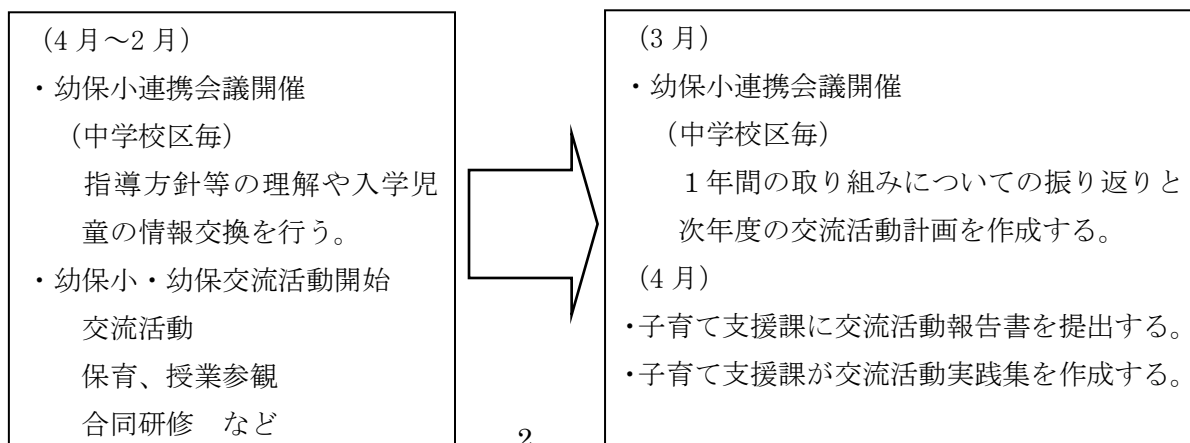 （4 月～2 月）
・幼保小連携会議開催
（中学校区毎）
指導方針等の理解や入学児
童の情報交換を行う。
・幼保小・幼保交流活動開始
交流活動
保育、授業参観
合同研修　など
（3 月）
・幼保小連携会議開催
（中学校区毎）
１年間の取り組みについての振り返りと
次年度の交流活動計画を作成する。
（4 月）
・子育て支援課に交流活動報告書を提出する。
・子育て支援課が交流活動実践集を作成する。
2